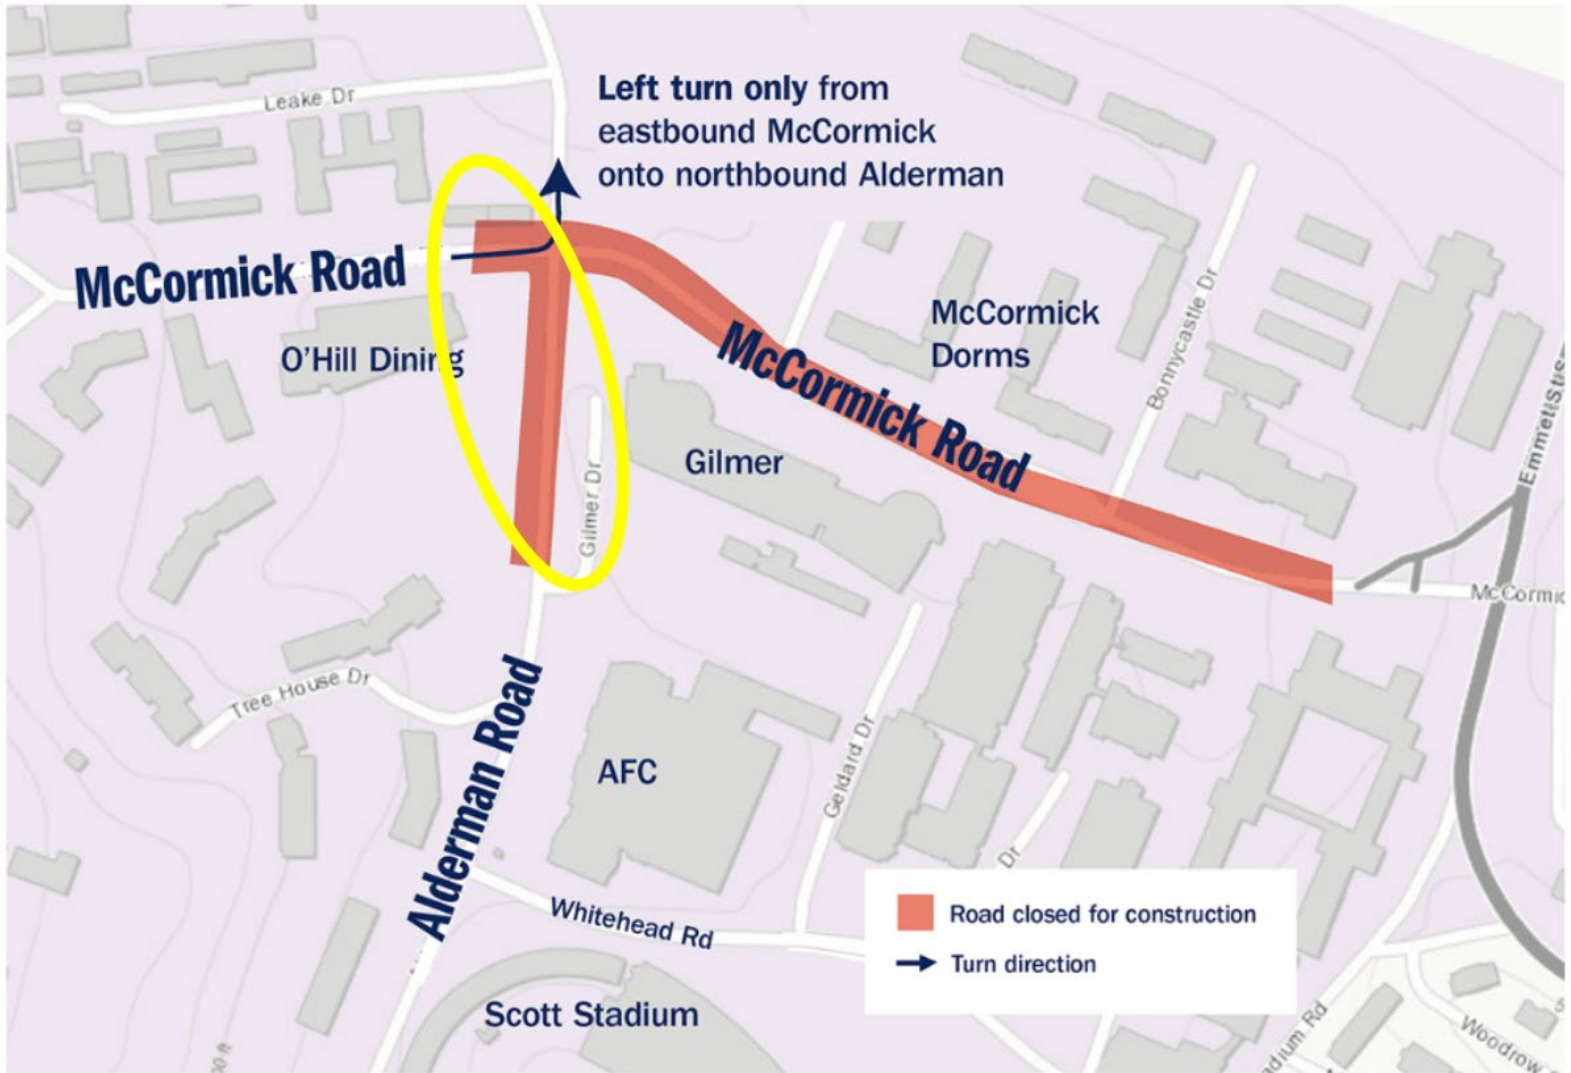 Leake Dr
Left turn only from
eastbound McCormick
onto northbound Alderman
McCormick Road
O'Hill Dining
McCormick
Dorms
Bonnycastle Dr
McCormick Road
Gilmer
Gilmer Dr
Tree House Dr
Alderman Road
AFC
Geldard Dr
Dr
Whitehead Rd
Scott Stadium
Road closed for construction
Turn direction